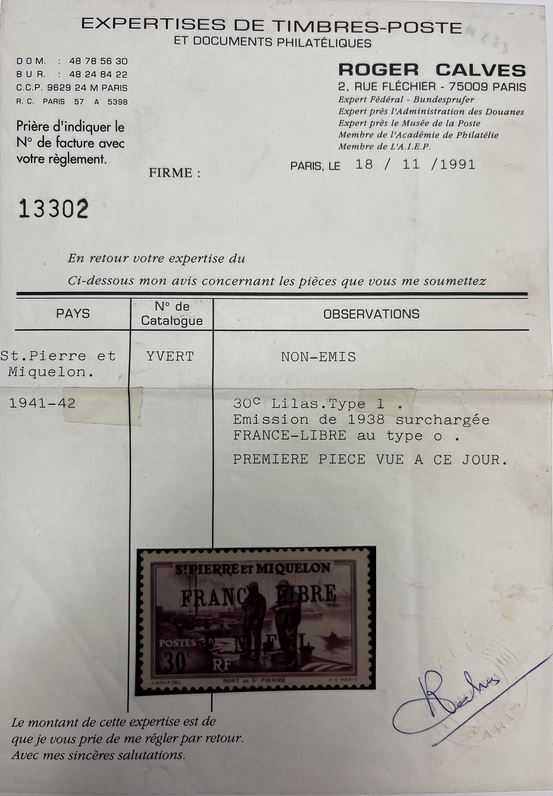 EXPERTISES DE TIMBRES-POSTE
ET DOCUMENTS PHILATÉLIQUES
DOM. : 48 78 56 30
BUR. : 48 24 84 22
C.C.P. 9629 24 M PARIS
R.C. PARIS 57 A 5398
ROGER CALVES
2, RUE FLÉCHIER - 75009 PARIS
Expert Fédéral - Bundesprufer
Expert près l'Administration des Douanes
Expert près le Musée de la Poste
Membre de l'Académie de Philatélie
Membre de L'A.I.E.P.
Prière d'indiquer le
N° de facture avec
votre règlement.
FIRME :
PARIS, LE 18 / 11 /1991
13302
En retour votre expertise du
Ci-dessous mon avis concernant les pièces que vous me soumettez
PAYS
N° de
Catalogue
OBSERVATIONS
St.Pierre et
Miquelon.
YVERT
NON-EMIS
1941-42
30c Lilas.Type l .
Emission de 1938 surchargée
FRANCE-LIBRE au type o .
PREMIERE PIECE VUE A CE JOUR.
ST PIERRE ET MIQUELON
FRANCE LIBRE
F. N. F. L
POSTES
30
RF
PORT DE ST PIERRE
Le montant de cette expertise est de
que je vous prie de me régler par retour.
Avec mes sincères salutations.
PARIS